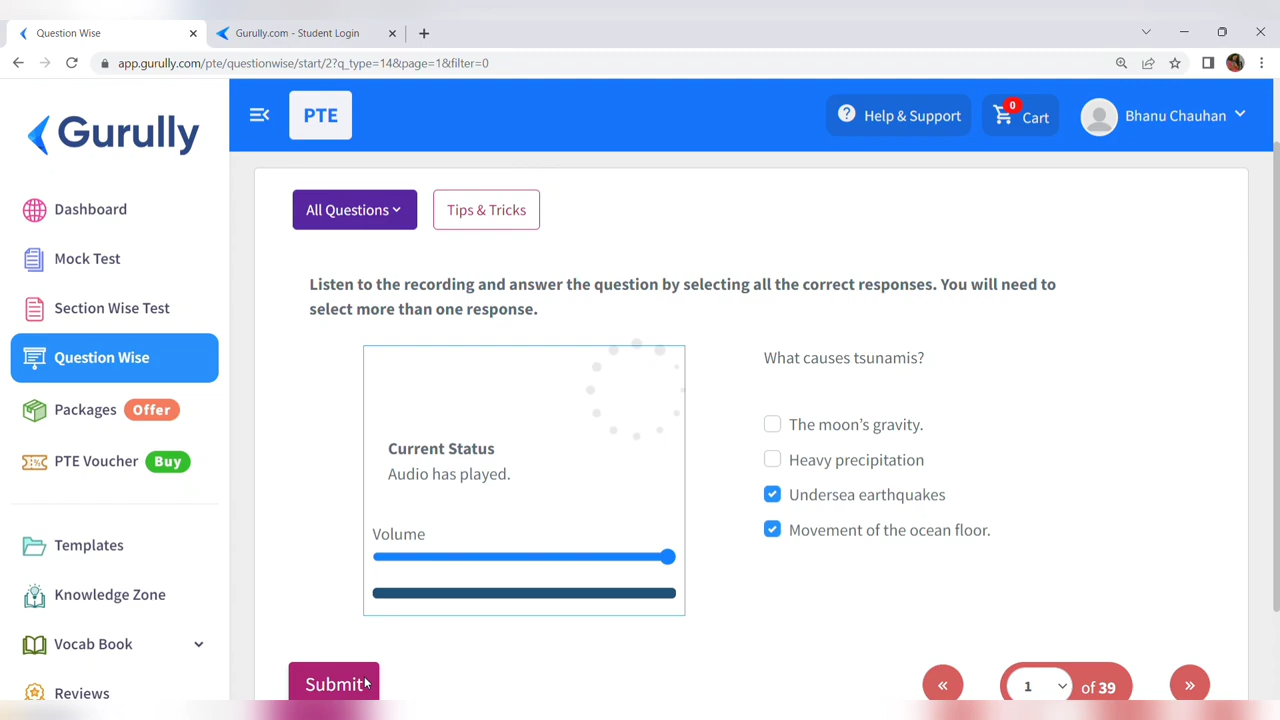 Question Wise
Gurully.com - Student Login
app.gurully.com/pte/questionwise/start/2?q_type=14&page=1&filter=0
Gurully
PTE
Help & Support
0
Cart
Bhanu Chauhan
Dashboard
Mock Test
Section Wise Test
Question Wise
Packages Offer
PTE Voucher Buy
Templates
Knowledge Zone
Vocab Book
Reviews
All Questions
Tips & Tricks
Listen to the recording and answer the question by selecting all the correct responses. You will need to
select more than one response.
Current Status
Audio has played.
Volume
What causes tsunamis?
The moon’s gravity.
Heavy precipitation
Undersea earthquakes
Movement of the ocean floor.
Submit
« 1 of 39 »